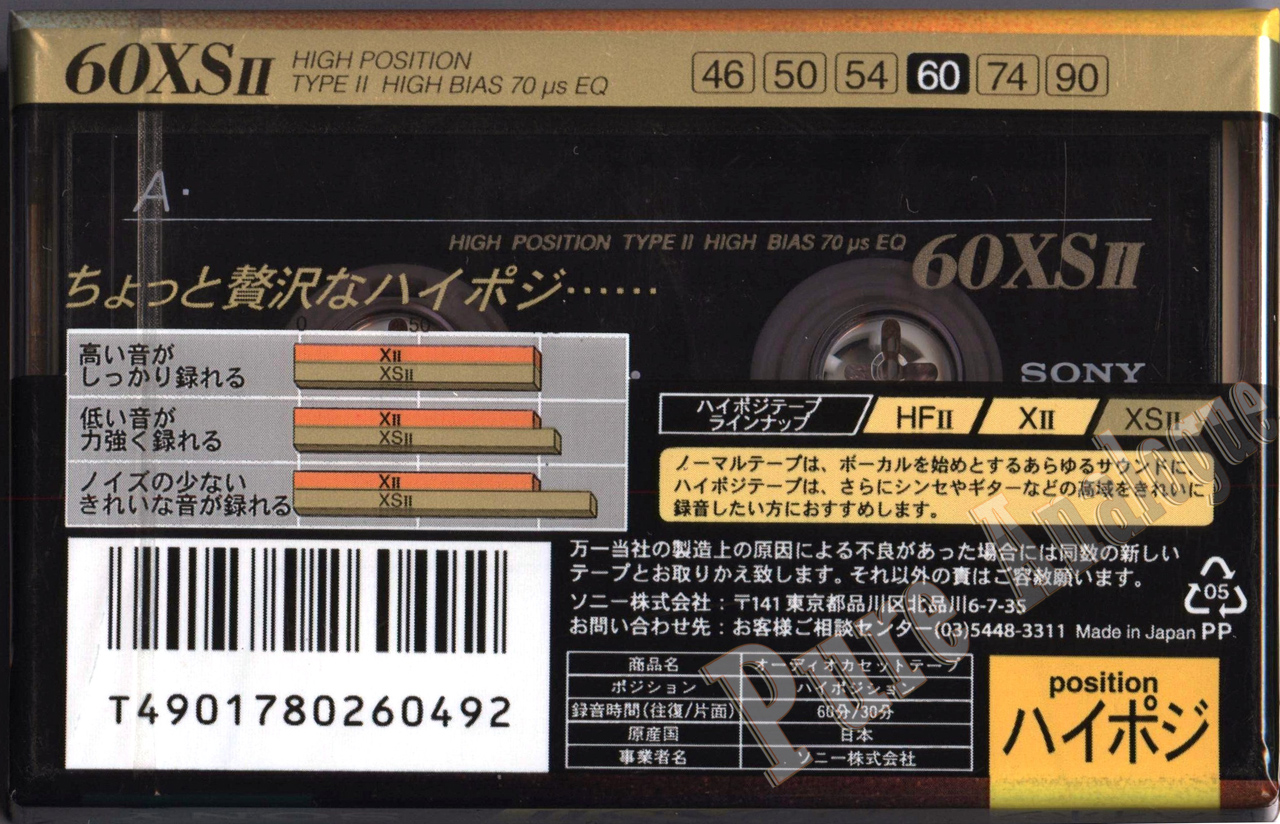 60XSII
HIGH POSITION
TYPE II HIGH BIAS 70 µs EQ
46 50 54 60 74 90
A・
HIGH POSITION TYPE II HIGH BIAS 70 µs EQ 60XSII
SONY
ちょっと贅沢なハイポジ……
0 50 100
高い音が
しっかり録れる
XII
XSII
低い音が
力強く録れる
XII
XSII
ノイズの少ない
きれいな音が録れる
XII
XSII
ハイポジテープ
ラインナップ
HFII XII XSII
ノーマルテープは、ボーカルを始めとするあらゆるサウンドに、
ハイポジテープは、さらにシンセやギターなどの高域をきれいに
録音したい方におすすめします。
万一当社の製造上の原因による不良があった場合には同数の新しい
テープとお取りかえ致します。それ以外の責はご容赦願います。
ソニー株式会社：〒141 東京都品川区北品川6-7-35
お問い合わせ先：お客様ご相談センター(03)5448-3311 Made in Japan
05
PP
T4901780260492
商品名 オーディオカセットテープ
ポジション ハイポジション
録音時間(往復/片面) 60分/30分
原産国 日本
事業者名 ソニー株式会社
position
ハイポジ
Pure Analogue